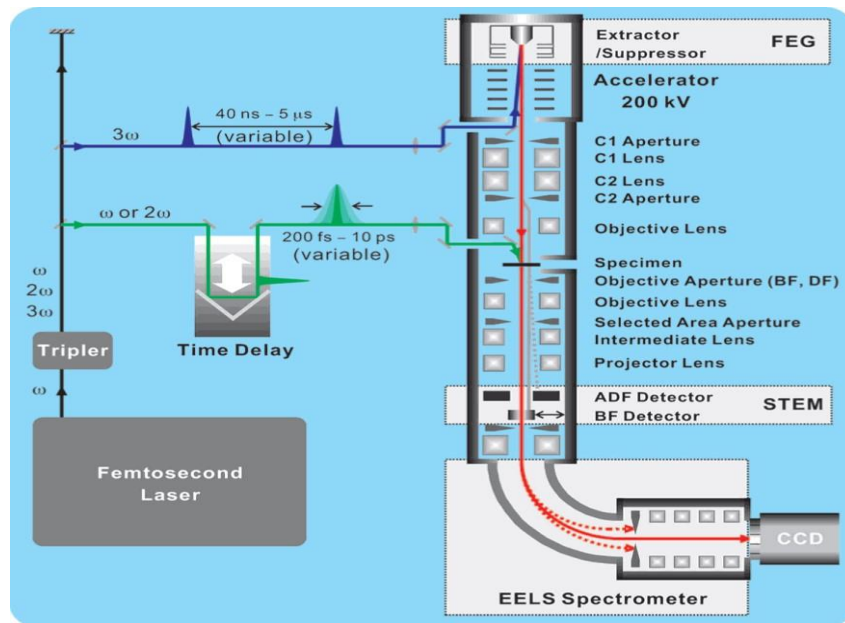 Extractor
/Suppressor
FEG
Accelerator
200 kV
40 ns – 5 μs
(variable)
3ω
C1 Aperture
C1 Lens
C2 Lens
C2 Aperture
ω or 2ω
200 fs – 10 ps
(variable)
Objective Lens
Specimen
Objective Aperture (BF, DF)
Objective Lens
Selected Area Aperture
Intermediate Lens
Projector Lens
ω
2ω
3ω
Time Delay
Tripler
ω
ADF Detector
BF Detector
STEM
Femtosecond
Laser
CCD
EELS Spectrometer